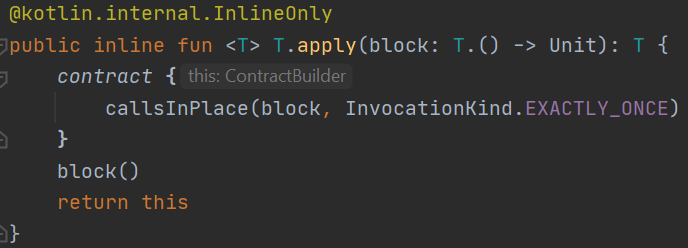 @kotlin.internal.InlineOnly
public inline fun <T> T.apply(block: T.() -> Unit): T {
    contract { this: ContractBuilder
        callsInPlace(block, InvocationKind.EXACTLY_ONCE)
    }
    block()
    return this
}